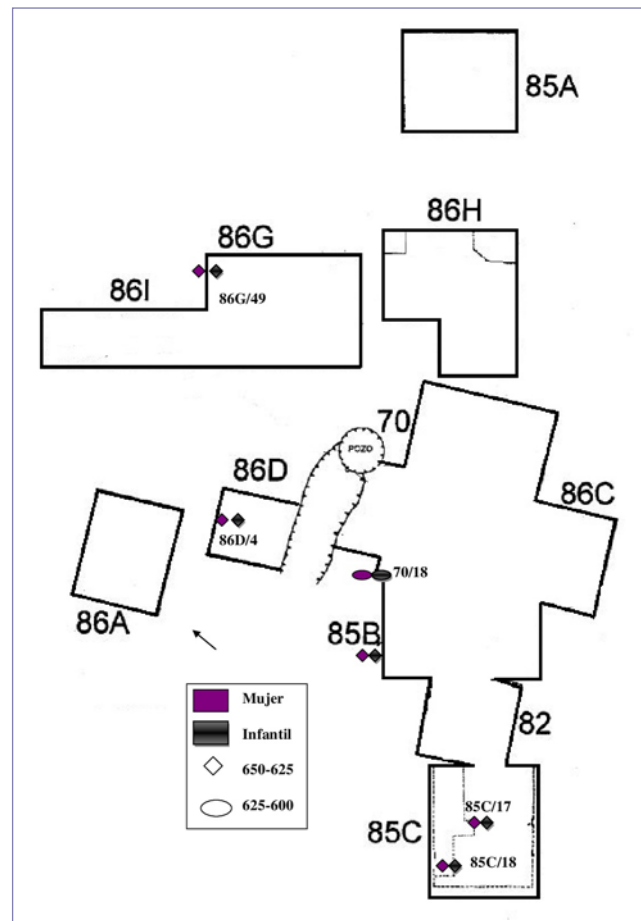 85A
86H
86G
86I
86G/49
70
POZO
86D
86C
86D/4
70/18
86A
85B
Mujer
Infantil
650-625
625-600
82
85C/17
85C
85C/18